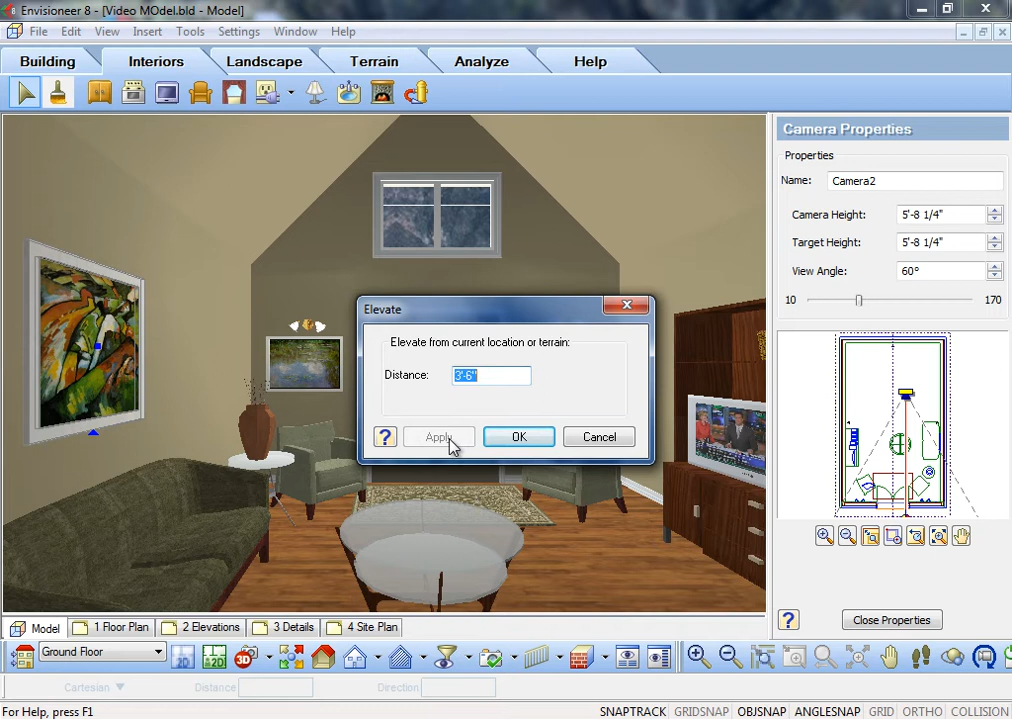 Envisioneer 8 - [Video MOdel.bld - Model]
File Edit View Insert Tools Settings Window Help
Building Interiors Landscape Terrain Analyze Help
Camera Properties
Properties
Name: Camera2
Camera Height: 5'-8 1/4"
Target Height: 5'-8 1/4"
View Angle: 60°
10 170
Elevate
Elevate from current location or terrain:
Distance: 3'-6"
? Apply OK Cancel
? Close Properties
Model 1 Floor Plan 2 Elevations 3 Details 4 Site Plan
Ground Floor 2D 2D 3D
Cartesian Distance Direction
For Help, press F1 SNAPTRACK GRIDSNAP OBJSNAP ANGLESNAP GRID ORTHO COLLISION